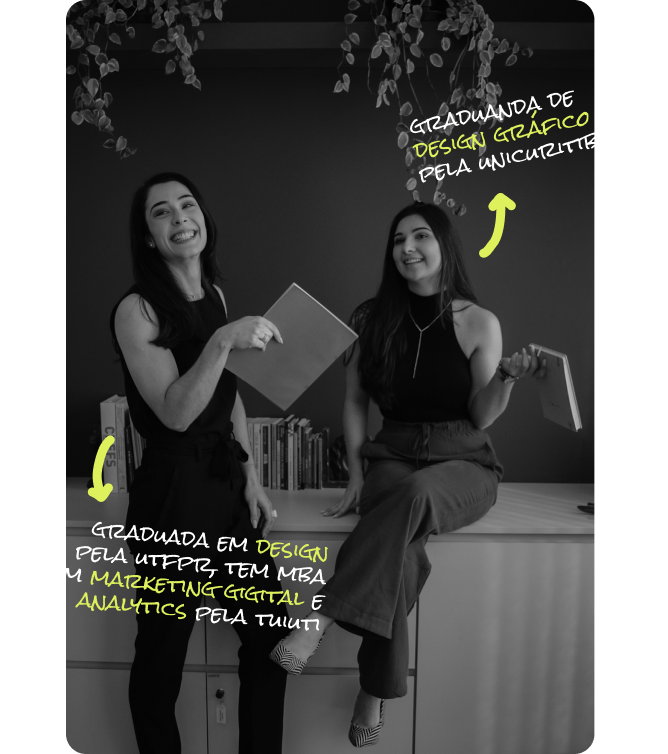 GRADUANDA DE
DESIGN GRÁFICO
PELA UNICURITIB
GRADUADA EM DESIGN
PELA UTFPR, TEM MBA
M MARKETING GIGITAL E
ANALYTICS PELA TUIUTI